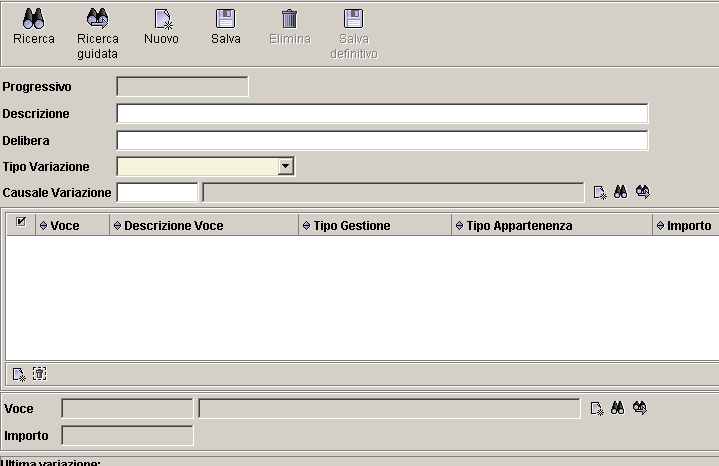 Ricerca Ricerca guidata Nuovo Salva Elimina Salva definitivo
Progressivo
Descrizione
Delibera
Tipo Variazione
Causale Variazione
Voce Descrizione Voce Tipo Gestione Tipo Appartenenza Importo
Voce
Importo
Ultima variazione: